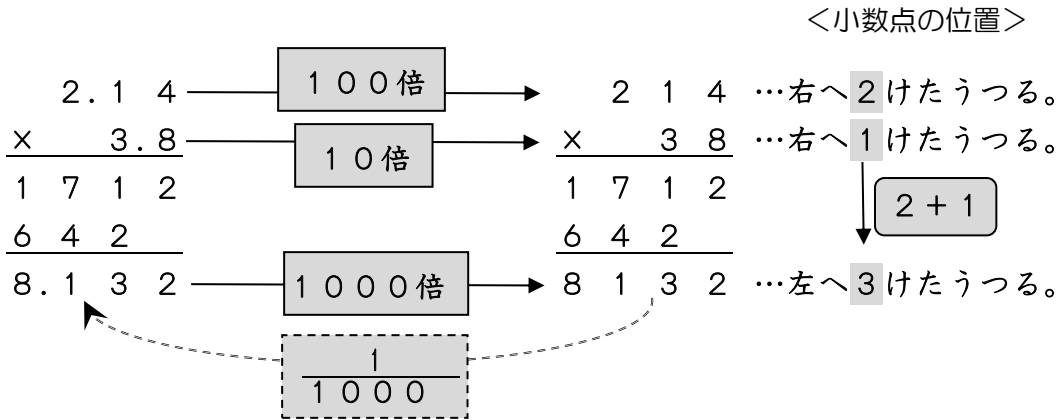 ＜小数点の位置＞
2.1 4 100倍 2 1 4 …右へ2けたうつる。
× 3.8 10倍 × 3 8 …右へ1けたうつる。
1 7 1 2 1 7 1 2 2＋1
6 4 2 6 4 2
8.1 3 2 1000倍 8 1 3 2 …左へ3けたうつる。
1
1000